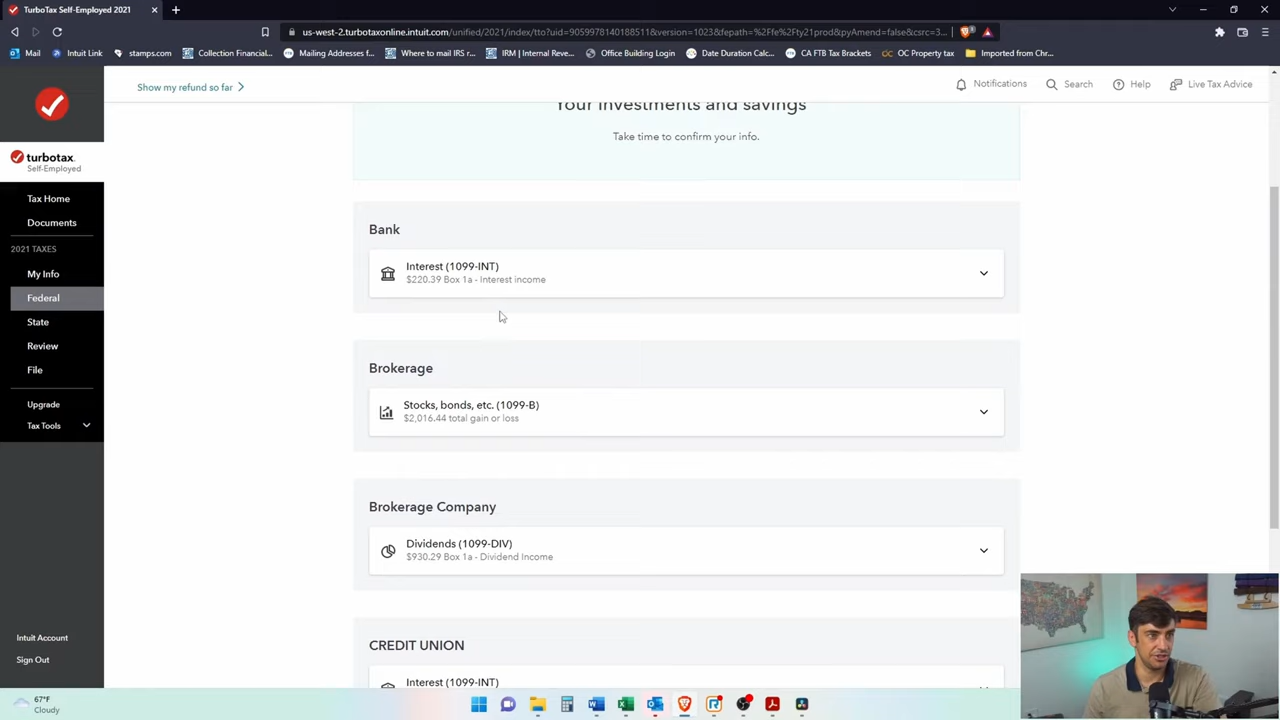 TurboTax Self-Employed 2021
us-west-2.turbotaxonline.intuit.com/unified/2021/index/tto?uid=9059978140188511&version=1023&fepath=%2Ffe%2Fty21prod&pyAmend=false&csrc=3...
Mail
Intuit Link
stamps.com
Collection Financial...
Mailing Addresses f...
Where to mail IRS r...
IRM | Internal Reve...
Office Building Login
Date Duration Calc...
CA FTB Tax Brackets
OC Property tax
Imported from Chr...
Show my refund so far
Notifications
Search
Help
Live Tax Advice
turbotax
Self-Employed
Tax Home
Documents
2021 TAXES
My Info
Federal
State
Review
File
Upgrade
Tax Tools
Intuit Account
Sign Out
Your investments and savings
Take time to confirm your info.
Bank
Interest (1099-INT)
$220.39 Box 1a - Interest income
Brokerage
Stocks, bonds, etc. (1099-B)
$2,016.44 total gain or loss
Brokerage Company
Dividends (1099-DIV)
$930.29 Box 1a - Dividend Income
CREDIT UNION
Interest (1099-INT)
67°F
Cloudy